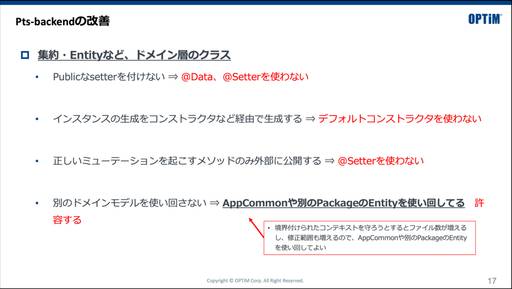 Pts-backendの改善
OPTiM
集約・Entityなど、ドメイン層のクラス
• Publicなsetterを付けない ⇒ @Data、@Setterを使わない
• インスタンスの生成をコンストラクタなど経由で生成する ⇒ デフォルトコンストラクタを使わない
• 正しいミューテーションを起こすメソッドのみ外部に公開する ⇒ @Setterを使わない
• 別のドメインモデルを使い回さない ⇒ AppCommonや別のPackageのEntityを使い回してる 許
容する
• 境界付けられたコンテキストを守ろうとするとファイル数が増える
し、修正範囲も増えるので、AppCommonや別のPackageのEntity
を使い回してよい
Copyright © OPTiM Corp. All Right Reserved.
17